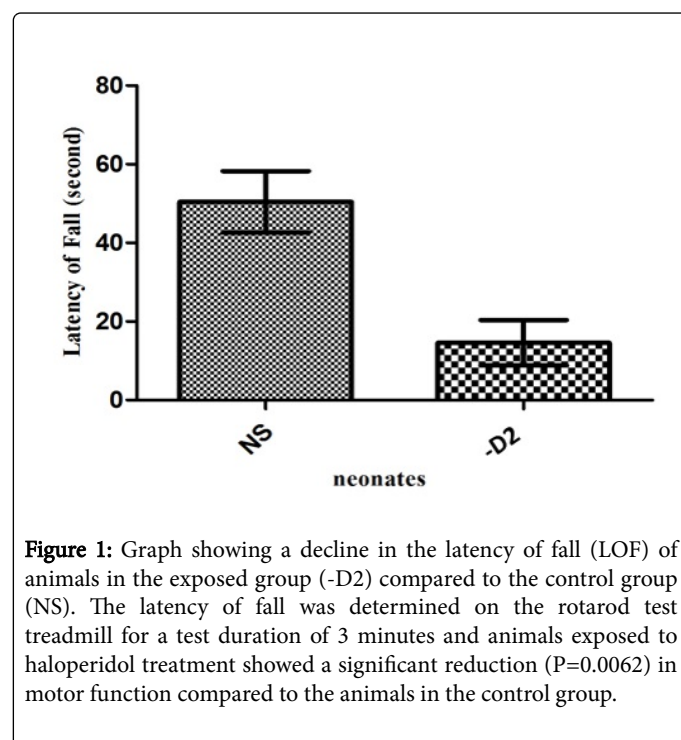 80
60
40
20
0
Latency of Fall (second)
NS
-D2
neonates
Figure 1: Graph showing a decline in the latency of fall (LOF) of
animals in the exposed group (-D2) compared to the control group
(NS). The latency of fall was determined on the rotarod test
treadmill for a test duration of 3 minutes and animals exposed to
haloperidol treatment showed a significant reduction (P=0.0062) in
motor function compared to the animals in the control group.